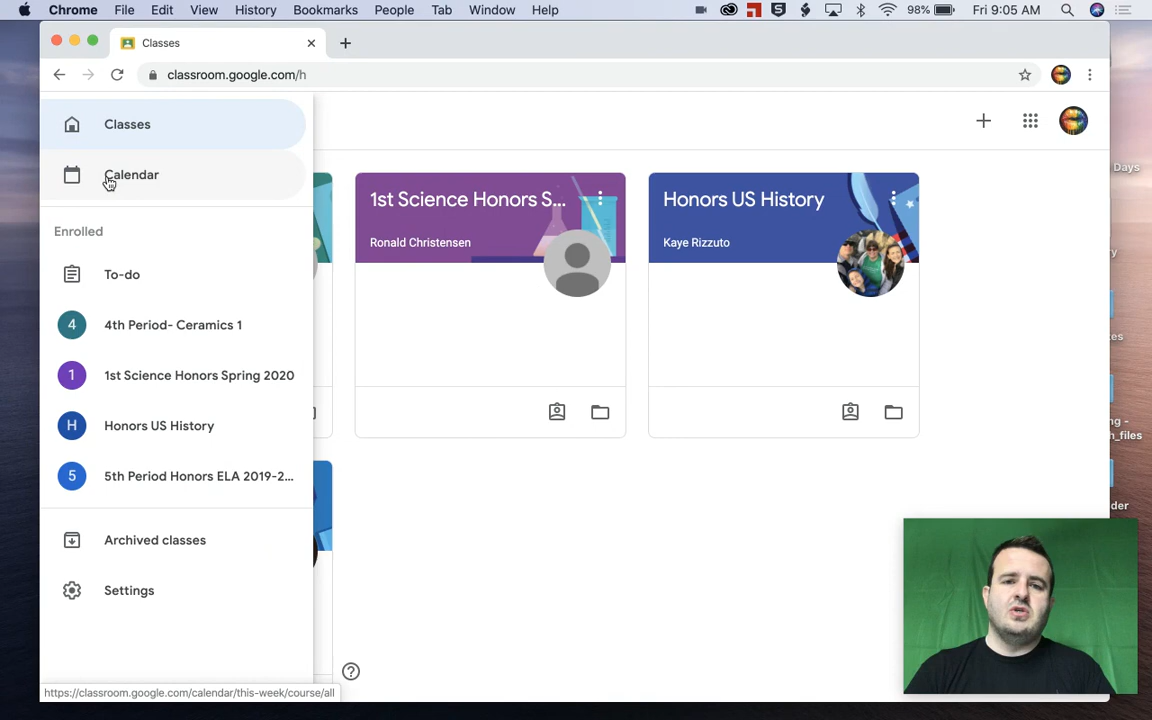 Chrome File Edit View History Bookmarks People Tab Window Help 98% Fri 9:05 AM
Classes
classroom.google.com/h
Classes
Calendar
Enrolled
To-do
4 4th Period- Ceramics 1
1 1st Science Honors Spring 2020
H Honors US History
5 5th Period Honors ELA 2019-2...
Archived classes
Settings
1st Science Honors S...
Ronald Christensen
Honors US History
Kaye Rizzuto
https://classroom.google.com/calendar/this-week/course/all
Days